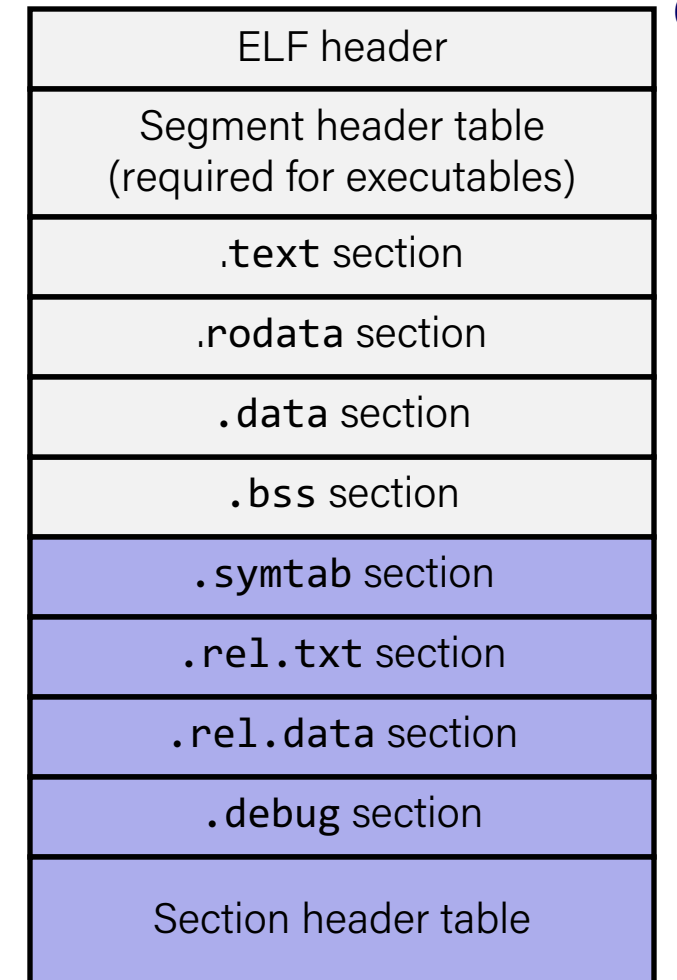 ELF header
Segment header table
(required for executables)
.text section
.rodata section
.data section
.bss section
.symtab section
.rel.txt section
.rel.data section
.debug section
Section header table